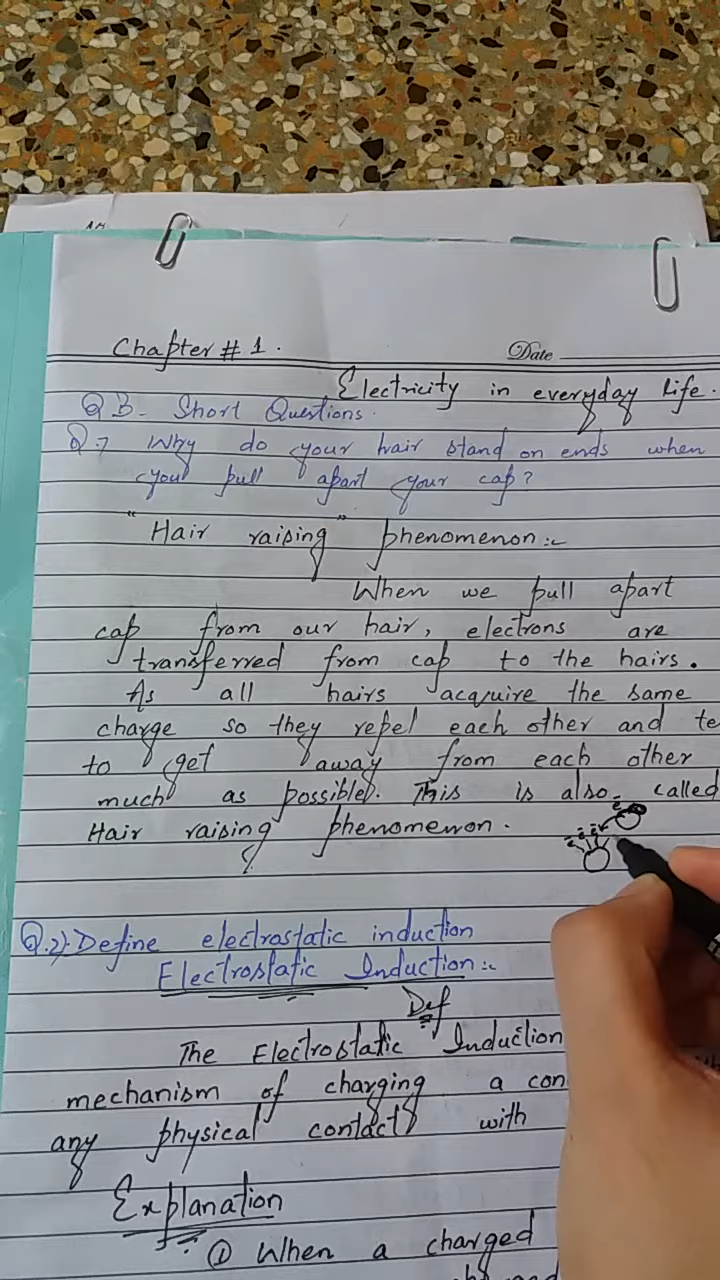 Chapter # 1.
Date
Electricity in everyday life.
Q B- Short Questions.
Q.7 Why do your hair stand on ends when
you pull apart your cap?
"Hair raising" phenomenon:-
When we pull apart
cap from our hair, electrons are
transferred from cap to the hairs.
As all hairs acquire the same
charge so they repel each other and te
to get away from each other
much as possible. This is also called
Hair raising phenomenon.
Q.2). Define electrostatic induction
Electrostatic Induction:-
Def
The Electrostatic Induction
mechanism of charging a con
any physical contact with
Explanation
① When a charged